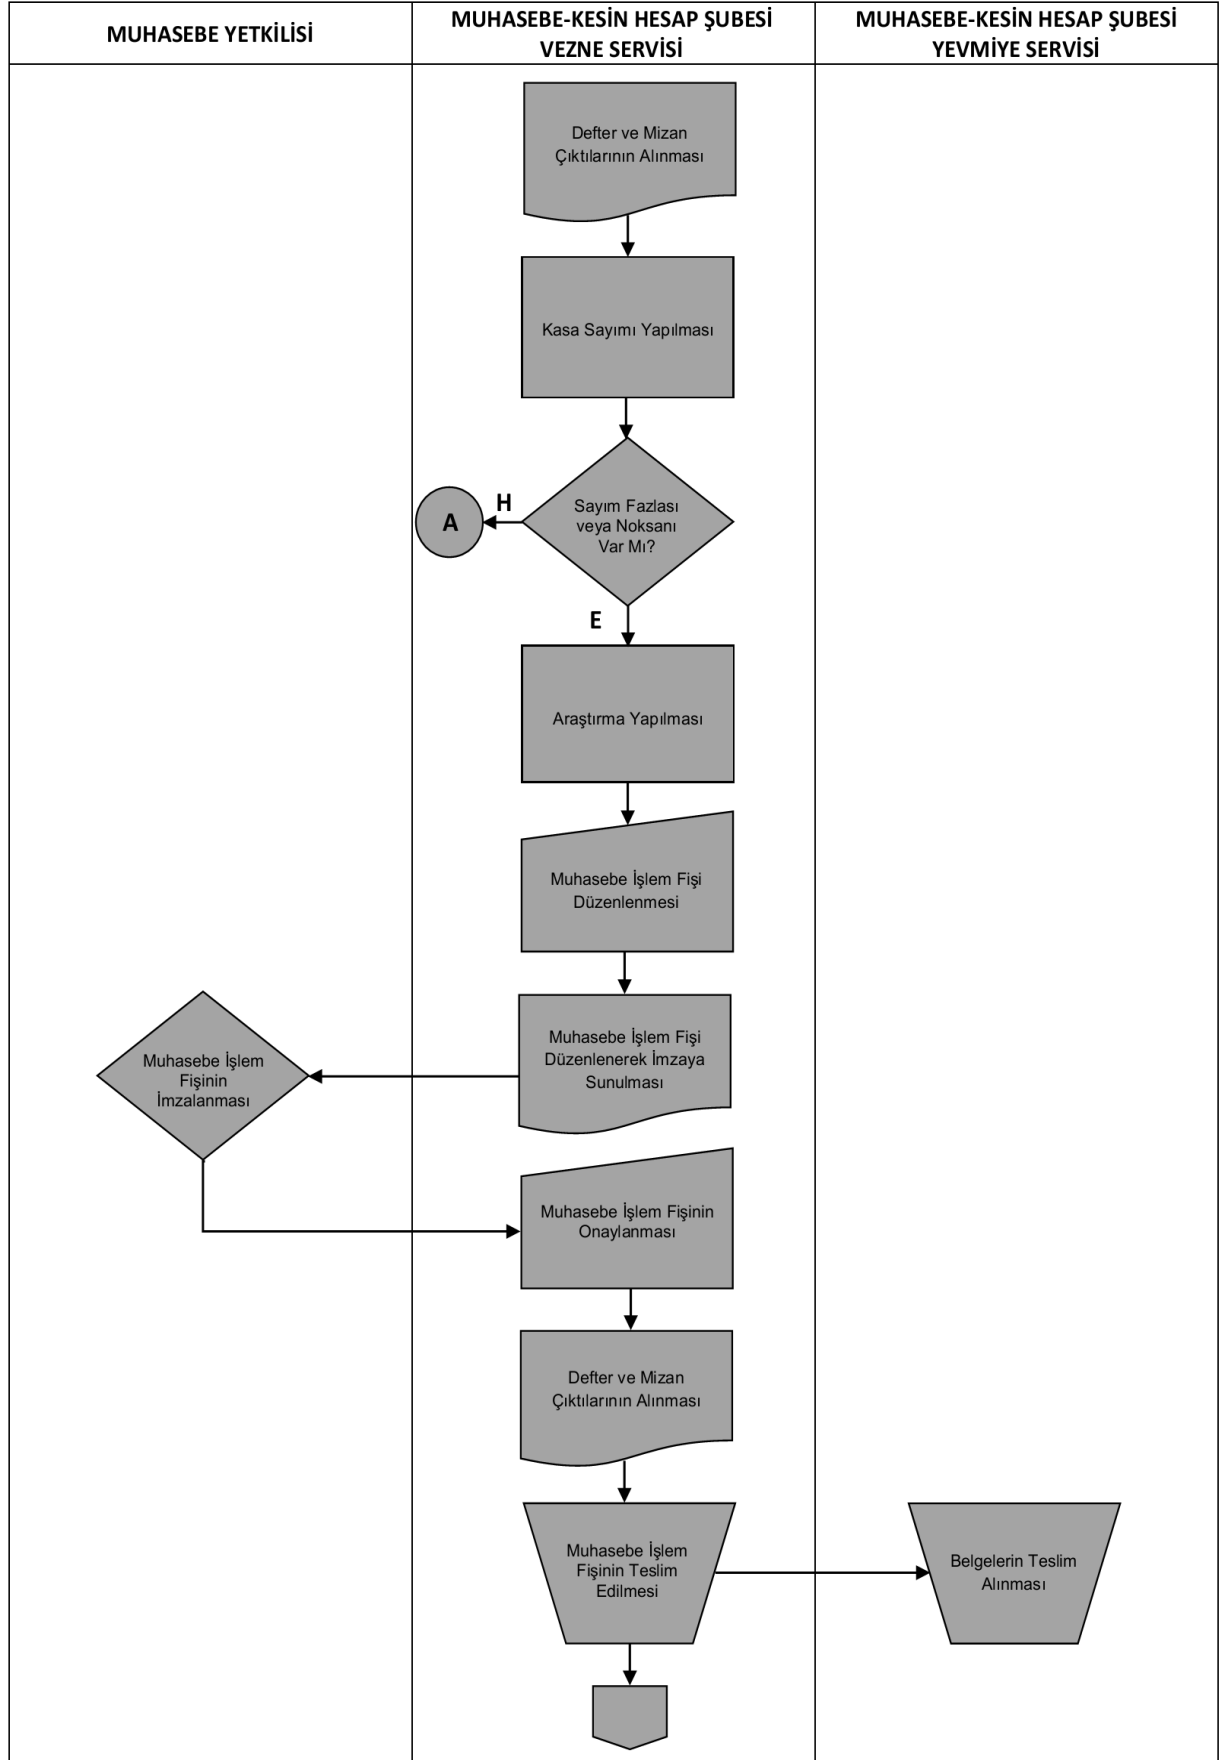 MUHASEBE YETKİLİSİ
MUHASEBE-KESİN HESAP ŞUBESİ
VEZNE SERVİSİ
MUHASEBE-KESİN HESAP ŞUBESİ
YEVMİYE SERVİSİ
Defter ve Mizan
Çıktılarının Alınması
Kasa Sayımı Yapılması
Sayım Fazlası
veya Noksanı
Var Mı?
H
A
E
Araştırma Yapılması
Muhasebe İşlem Fişi
Düzenlenmesi
Muhasebe İşlem Fişi
Düzenlenerek İmzaya
Sunulması
Muhasebe İşlem
Fişinin
İmzalanması
Muhasebe İşlem Fişinin
Onaylanması
Defter ve Mizan
Çıktılarının Alınması
Muhasebe İşlem
Fişinin Teslim
Edilmesi
Belgelerin Teslim
Alınması